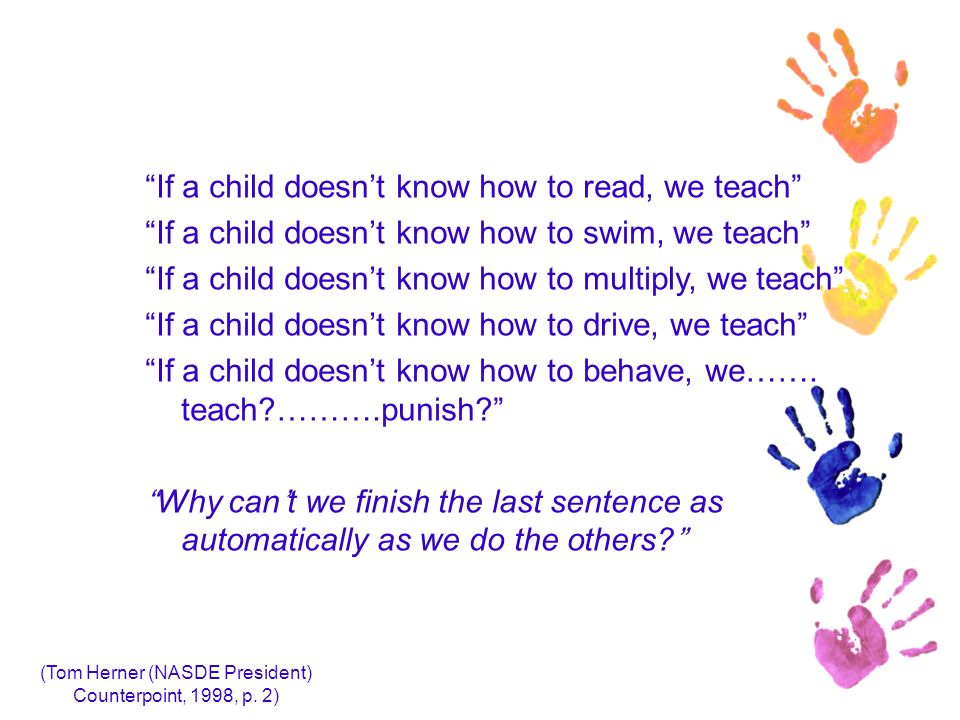 “If a child doesn’t know how to read, we teach”
“If a child doesn’t know how to swim, we teach”
“If a child doesn’t know how to multiply, we teach”
“If a child doesn’t know how to drive, we teach”
“If a child doesn’t know how to behave, we…….
teach?……….punish?”
“Why can’t we finish the last sentence as
automatically as we do the others?”
(Tom Herner (NASDE President)
Counterpoint, 1998, p. 2)